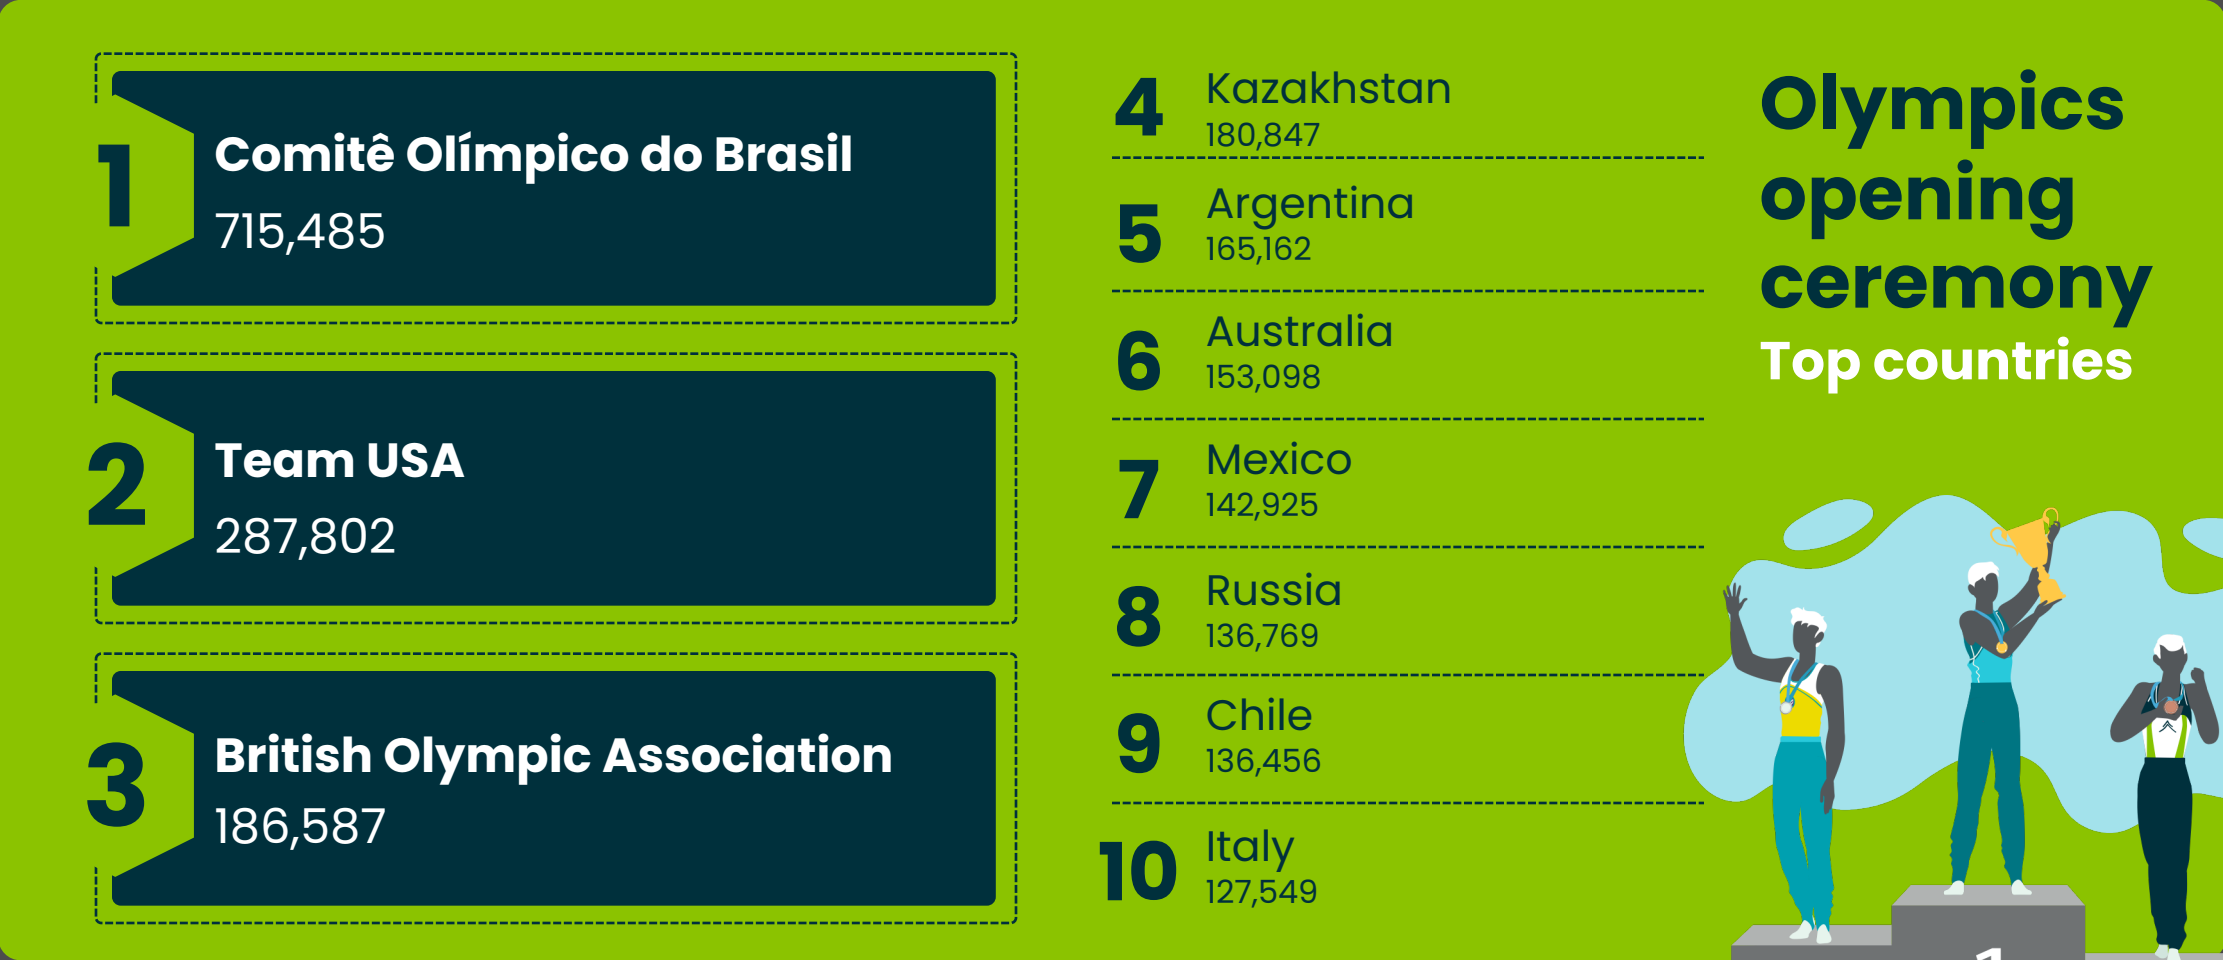 1
Comitê Olímpico do Brasil
715,485
2
Team USA
287,802
3
British Olympic Association
186,587
4
Kazakhstan
180,847
5
Argentina
165,162
6
Australia
153,098
7
Mexico
142,925
8
Russia
136,769
9
Chile
136,456
10
Italy
127,549
Olympics
opening
ceremony
Top countries
1